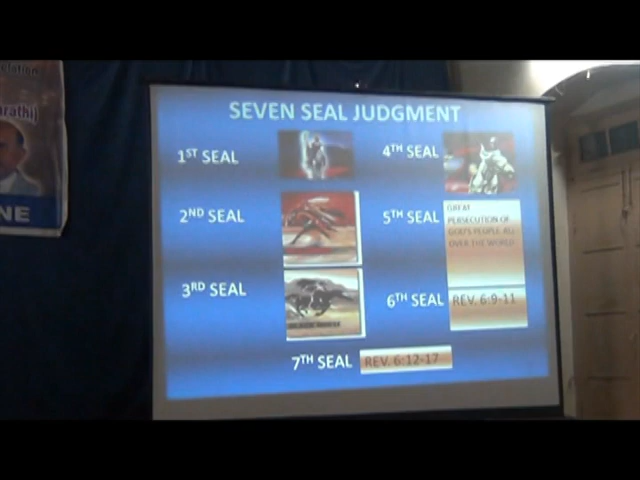 SEVEN SEAL JUDGMENT
1ST SEAL
2ND SEAL
3RD SEAL
4TH SEAL
5TH SEAL
GREAT
PERSECUTION OF
GOD'S PEOPLE ALL
OVER THE WORLD
6TH SEAL
REV. 6:9-11
7TH SEAL
REV. 6:12-17